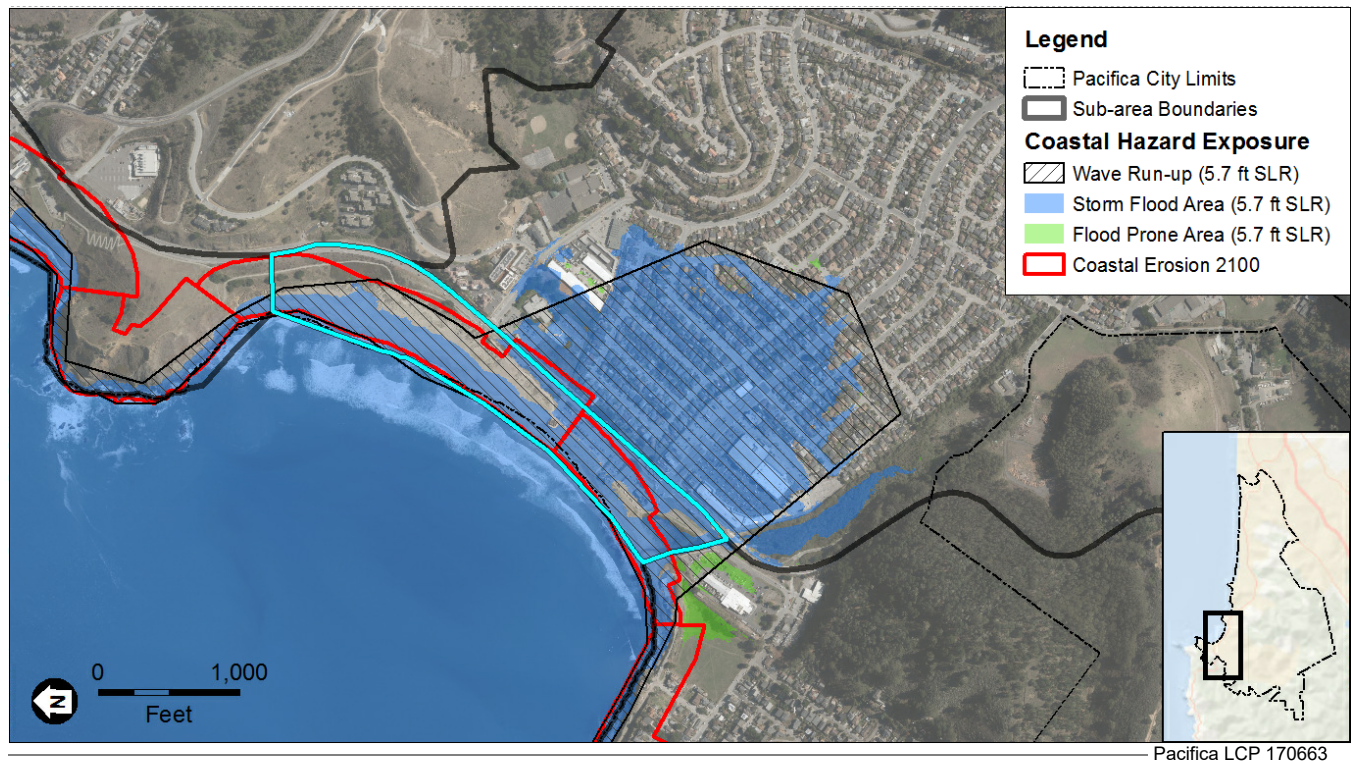 Legend
Pacifica City Limits
Sub-area Boundaries
Coastal Hazard Exposure
Wave Run-up (5.7 ft SLR)
Storm Flood Area (5.7 ft SLR)
Flood Prone Area (5.7 ft SLR)
Coastal Erosion 2100
0 1,000
Feet
N
Pacifica LCP 170663